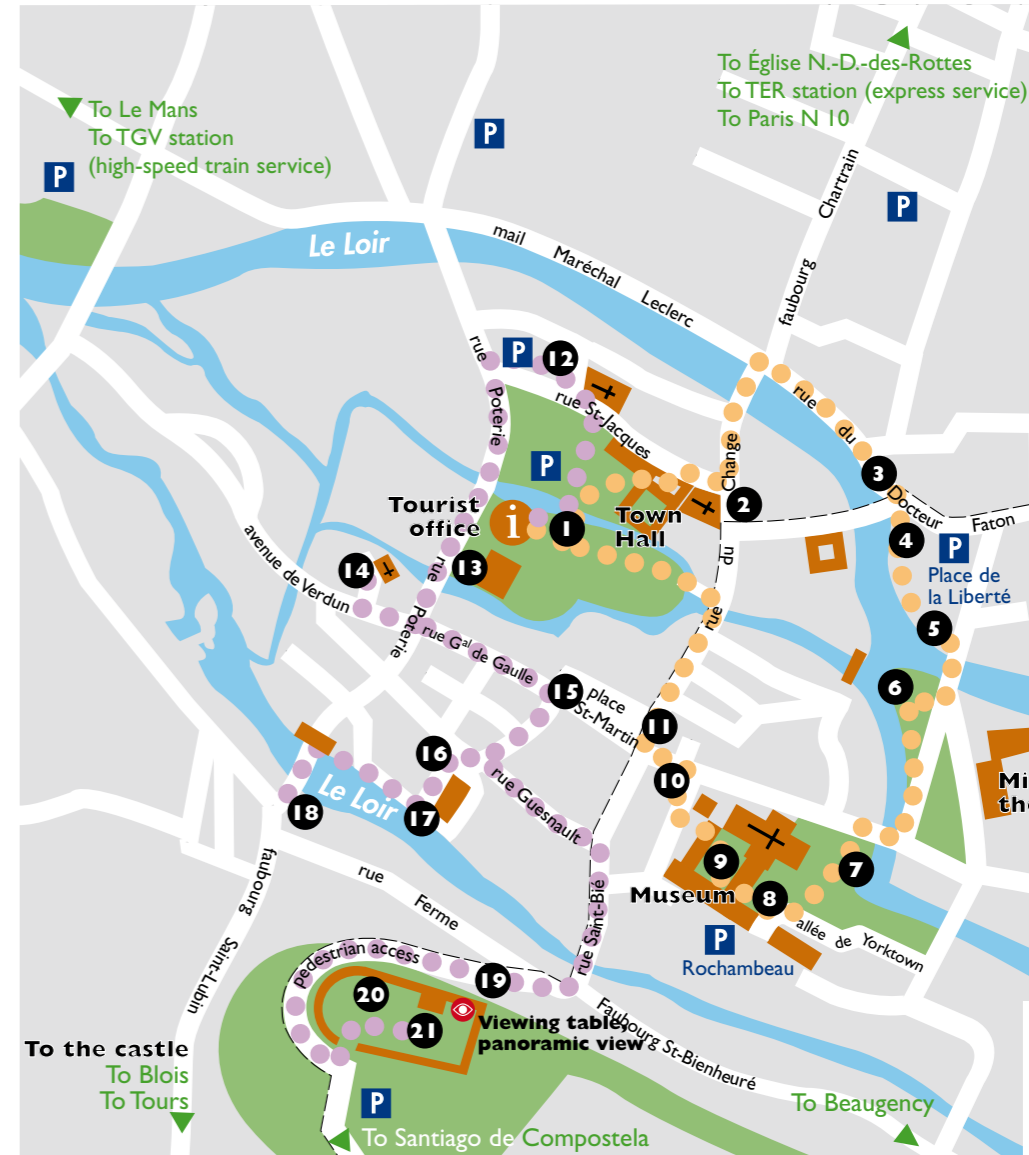 To Église N.-D.-des-Rottes
To TER station (express service)
To Paris N 10
To Le Mans
To TGV station
(high-speed train service)
P
P
P
Le Loir
mail Maréchal Leclerc
faubourg Chartrain
rue Poterie
P
12
rue St-Jacques
P
Tourist
office
i
1
Town
Hall
2
rue du Change
3
rue du Docteur Faton
4
P
Place de
la Liberté
5
6
13
14
avenue de Verdun
rue Poterie
rue Gal de Gaulle
15
place
St-Martin
11
10
16
17
18
Le Loir
rue Guesnault
Mi
the
9
Museum
8
7
allée de Yorktown
P
Rochambeau
rue Ferme
faubourg Saint-Lubin
rue Saint-Bié
pedestrian access
19
20
21
Viewing table,
panoramic view
Faubourg St-Bienheuré
To the castle
To Blois
To Tours
P
To Beaugency
To Santiago de Compostela